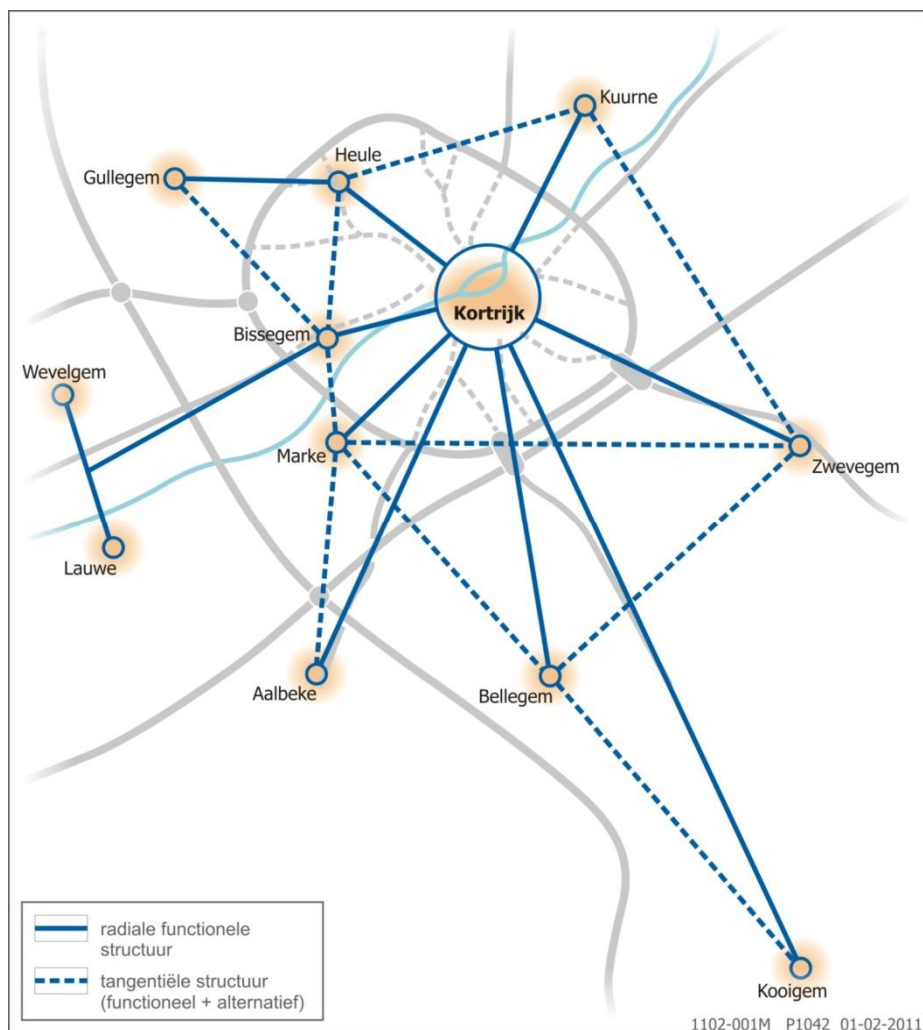 Kuurne
Heule
Gullegem
Kortrijk
Bissegem
Wevelgem
Marke
Zwevegem
Lauwe
Aalbeke
Bellegem
radiale functionele
structuur
tangentiële structuur
(functioneel + alternatief)
Kooigem
1102-001M P1042 01-02-2011